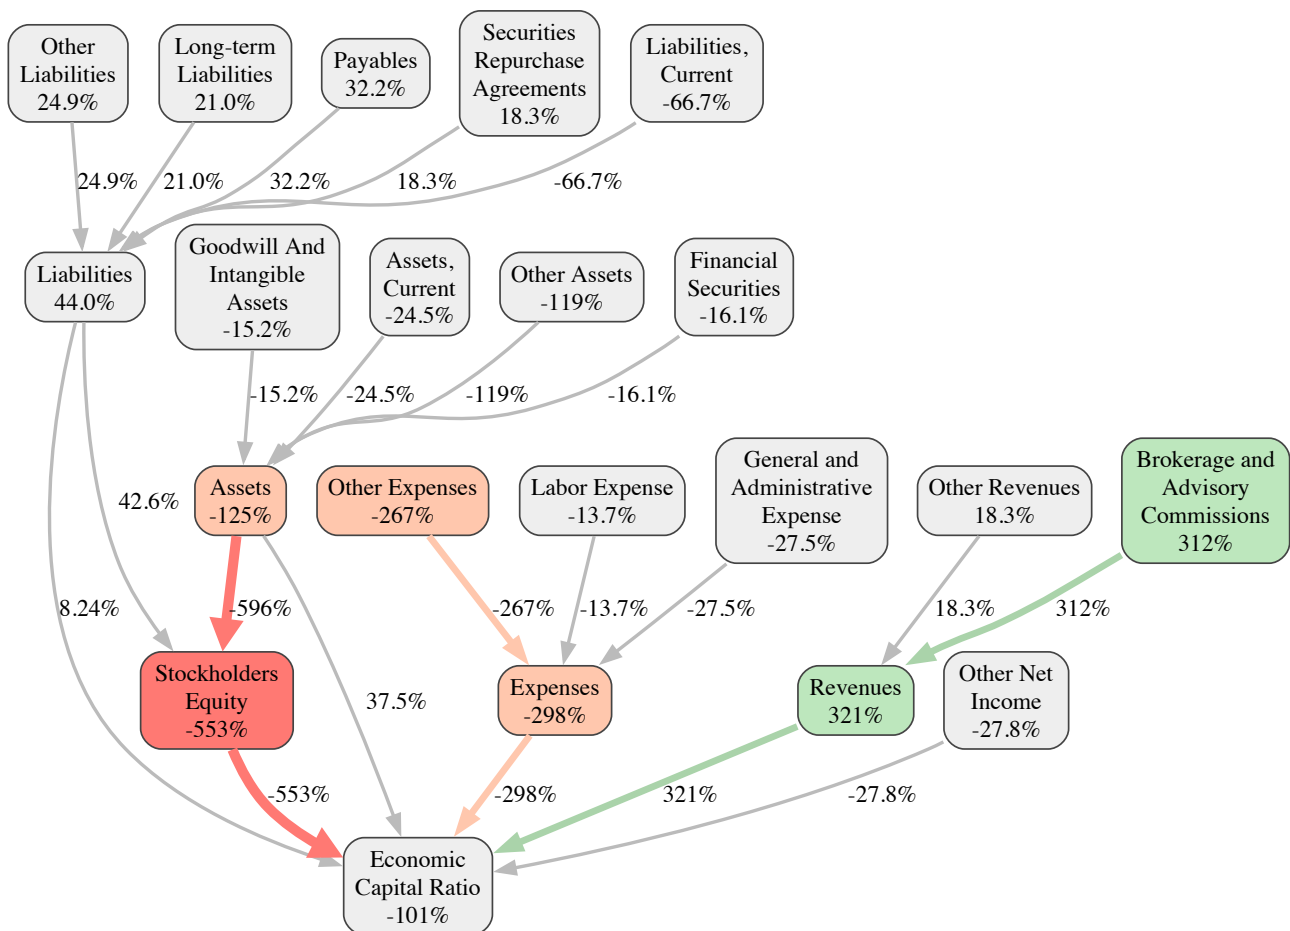 Other
Liabilities
24.9%
Long-term
Liabilities
21.0%
Payables
32.2%
Securities
Repurchase
Agreements
18.3%
Liabilities,
Current
-66.7%
24.9%
21.0%
32.2%
18.3%
-66.7%
Liabilities
44.0%
Goodwill And
Intangible
Assets
-15.2%
Assets,
Current
-24.5%
Other Assets
-119%
Financial
Securities
-16.1%
-15.2%
-24.5%
-119%
-16.1%
42.6%
Assets
-125%
Other Expenses
-267%
Labor Expense
-13.7%
General and
Administrative
Expense
-27.5%
Other Revenues
18.3%
Brokerage and
Advisory
Commissions
312%
8.24%
-596%
-267%
-13.7%
-27.5%
18.3%
312%
Stockholders
Equity
-553%
37.5%
Expenses
-298%
Revenues
321%
Other Net
Income
-27.8%
-553%
-298%
321%
-27.8%
Economic
Capital Ratio
-101%